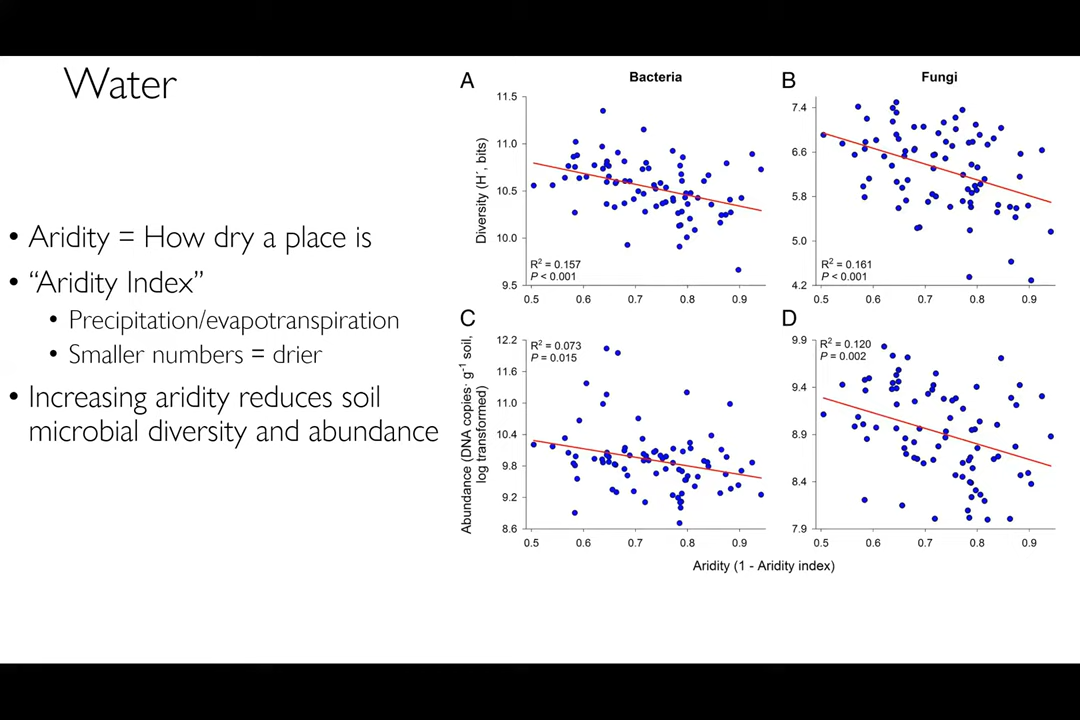 Water
• Aridity = How dry a place is
• “Aridity Index”
• Precipitation/evapotranspiration
• Smaller numbers = drier
• Increasing aridity reduces soil
microbial diversity and abundance
A
Bacteria
Diversity (H´, bits)
11.5
11.0
10.5
10.0
9.5
R² = 0.157
P < 0.001
0.5 0.6 0.7 0.8 0.9
B
Fungi
7.4
6.6
5.8
5.0
4.2
R² = 0.161
P < 0.001
0.5 0.6 0.7 0.8 0.9
C
Abundance (DNA copies· g⁻¹ soil,
log transformed)
12.2
11.6
11.0
10.4
9.8
9.2
8.6
R² = 0.073
P = 0.015
0.5 0.6 0.7 0.8 0.9
D
9.9
9.4
8.9
8.4
7.9
R² = 0.120
P = 0.002
0.5 0.6 0.7 0.8 0.9
Aridity (1 - Aridity index)